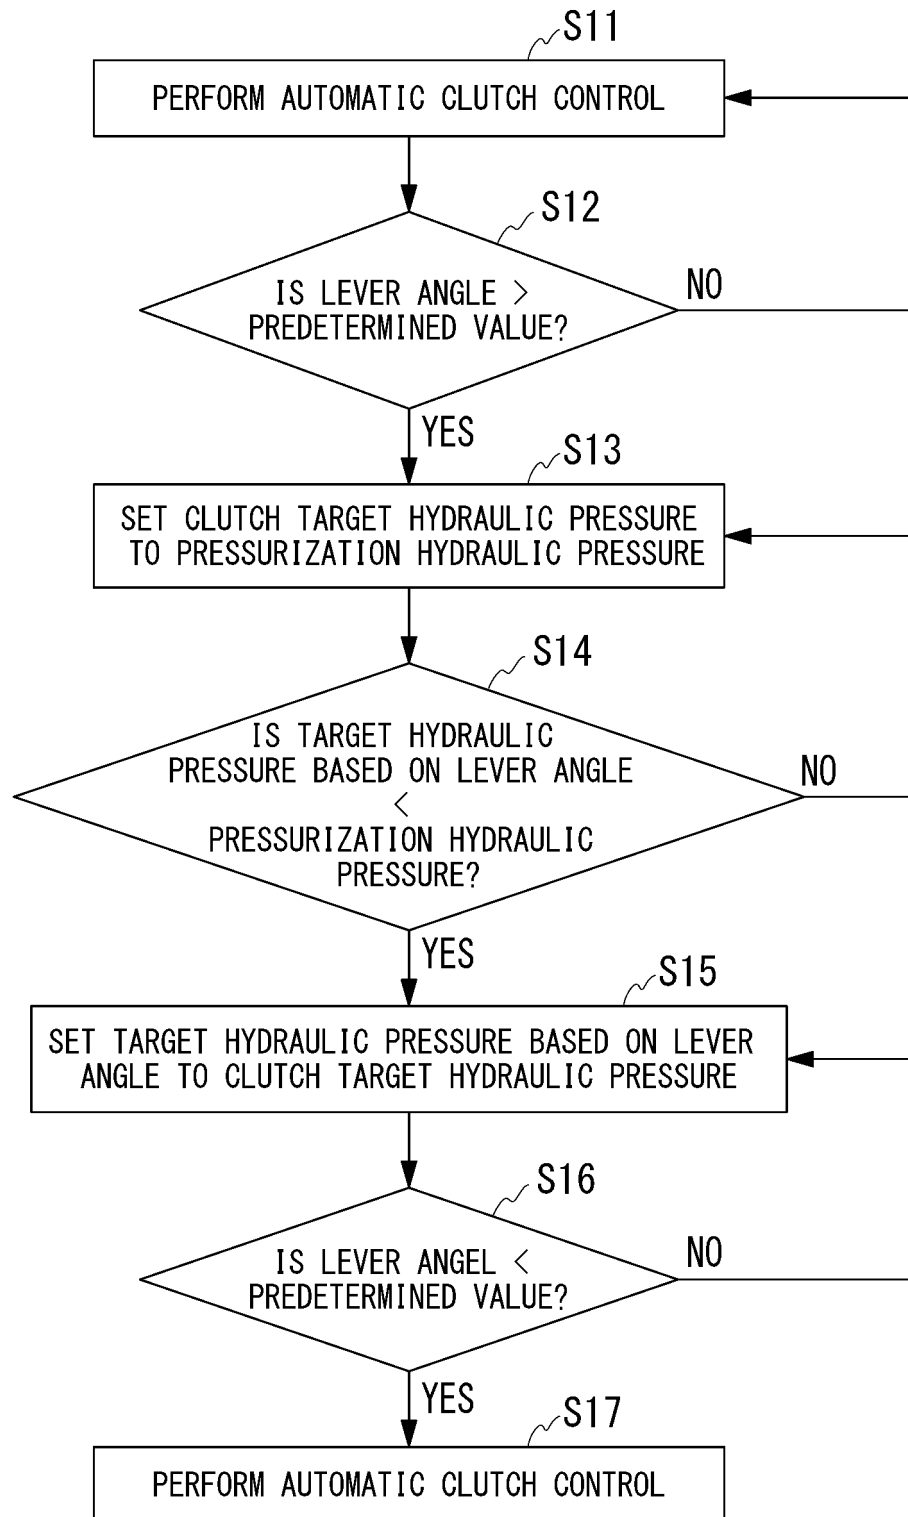 S11
PERFORM AUTOMATIC CLUTCH CONTROL
S12
IS LEVER ANGLE >
PREDETERMINED VALUE?
NO
YES
S13
SET CLUTCH TARGET HYDRAULIC PRESSURE
TO PRESSURIZATION HYDRAULIC PRESSURE
S14
IS TARGET HYDRAULIC
PRESSURE BASED ON LEVER ANGLE
<
PRESSURIZATION HYDRAULIC
PRESSURE?
NO
YES
S15
SET TARGET HYDRAULIC PRESSURE BASED ON LEVER
ANGLE TO CLUTCH TARGET HYDRAULIC PRESSURE
S16
IS LEVER ANGEL <
PREDETERMINED VALUE?
NO
YES
S17
PERFORM AUTOMATIC CLUTCH CONTROL